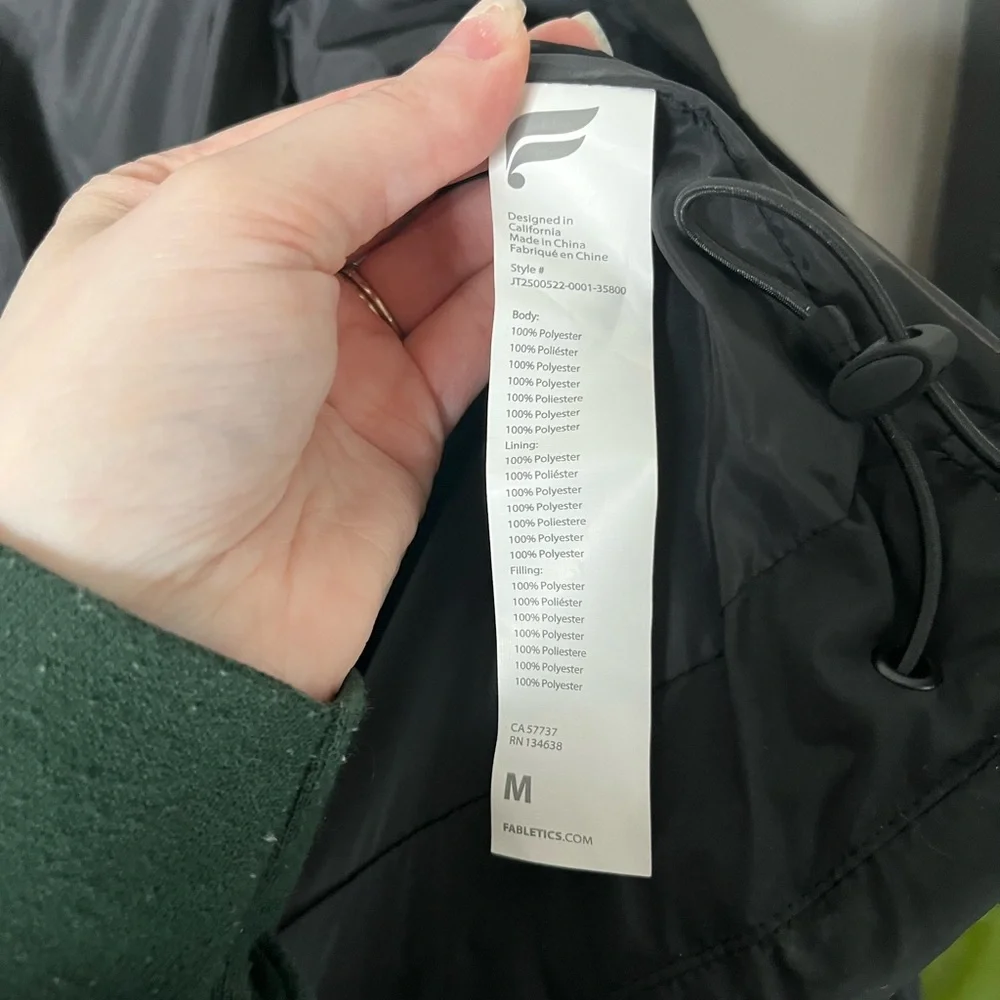 Designed in
California
Made in China
Fabriqué en Chine
Style #
JT2500522-0001-35800
Body:
100% Polyester
100% Poliéster
100% Polyester
100% Polyester
100% Poliestere
100% Polyester
100% Polyester
Lining:
100% Polyester
100% Poliéster
100% Polyester
100% Polyester
100% Poliestere
100% Polyester
100% Polyester
Filling:
100% Polyester
100% Poliéster
100% Polyester
100% Polyester
100% Poliestere
100% Polyester
100% Polyester
CA 57737
RN 134638
M
FABLETICS.COM